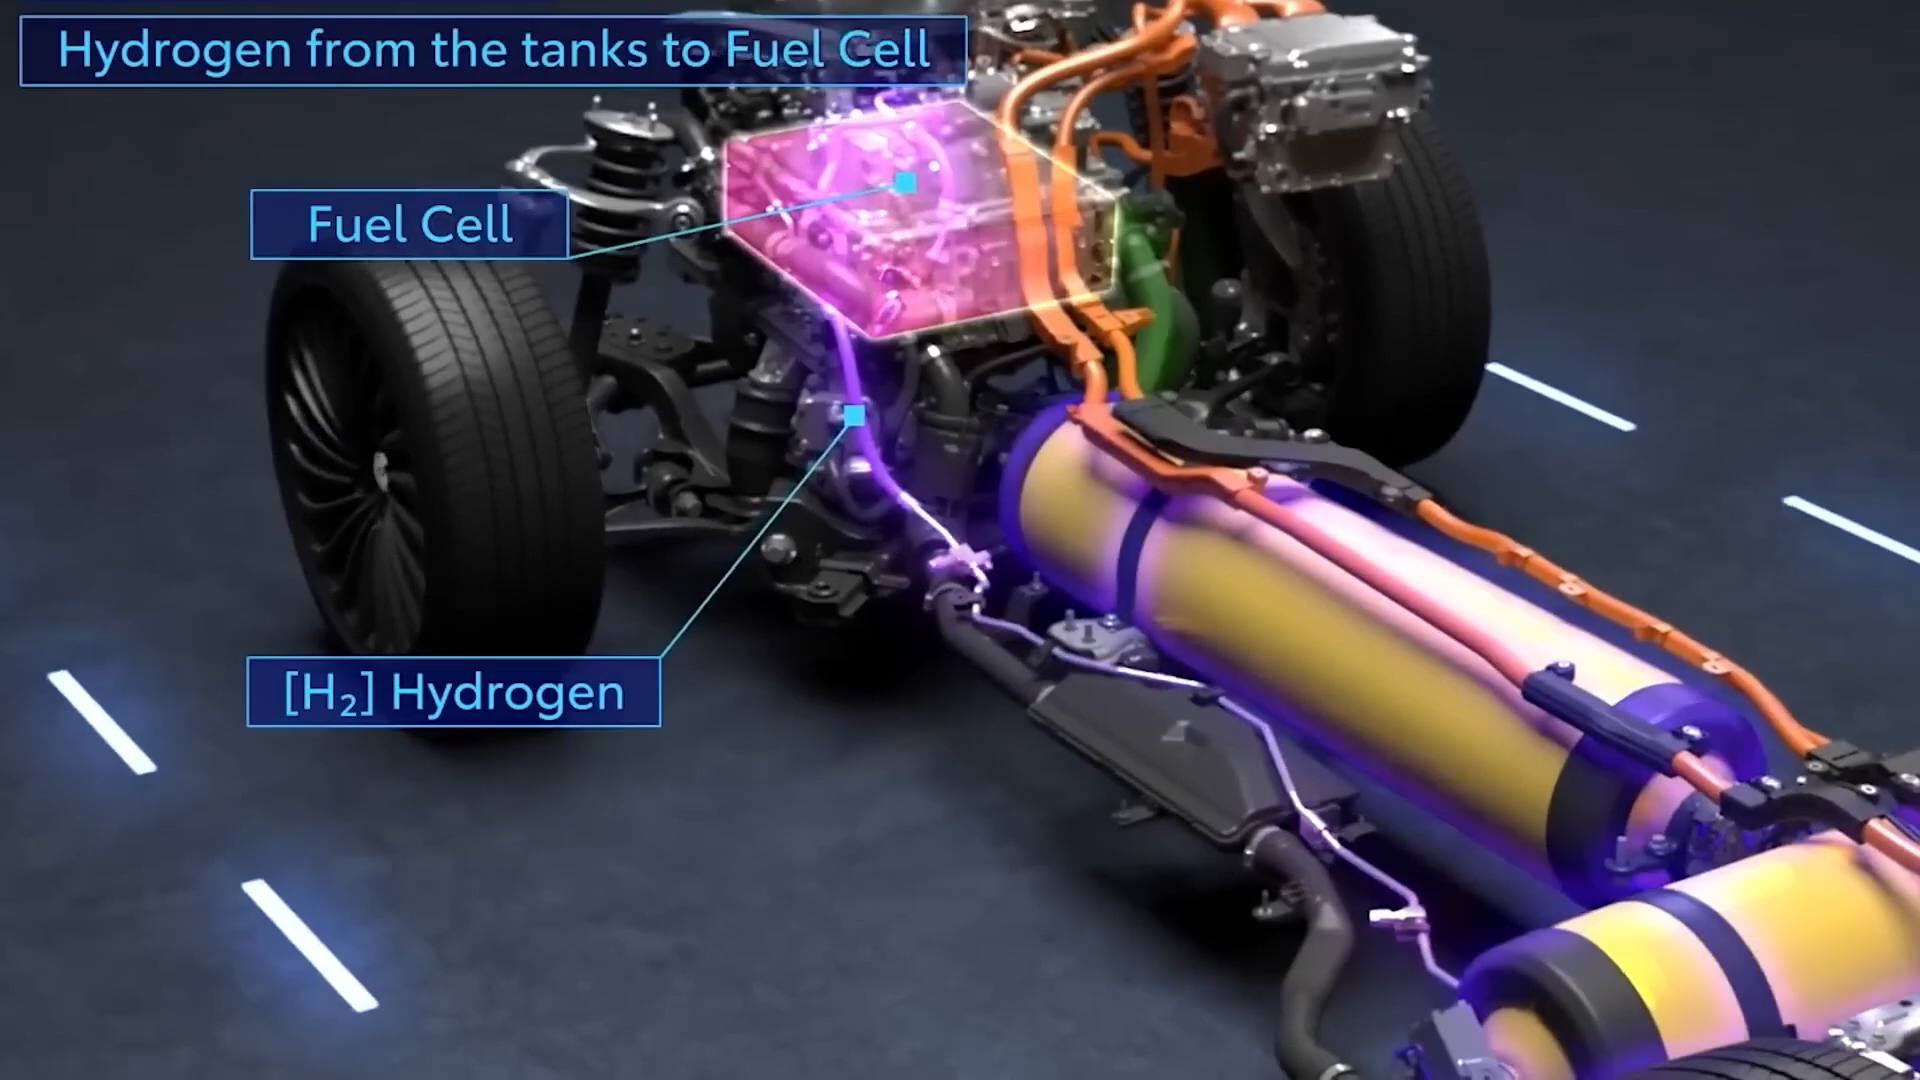 Hydrogen from the tanks to Fuel Cell
Fuel Cell
[H₂] Hydrogen